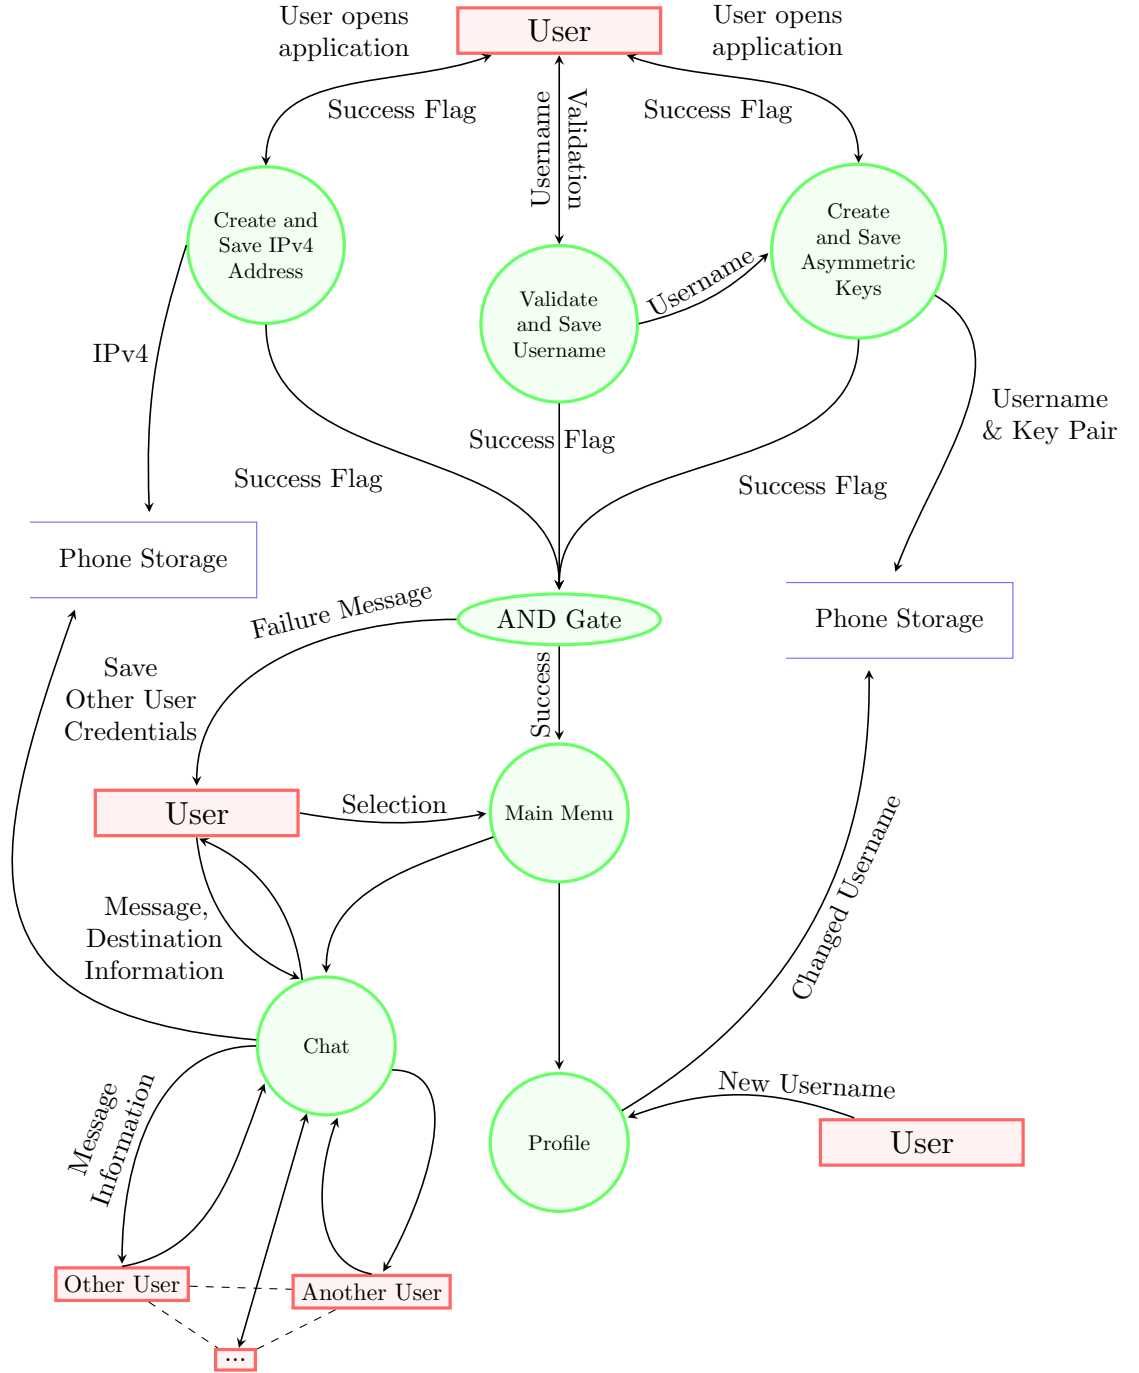 User opens
application
User
User opens
application
Success Flag
Username
Validation
Success Flag
Create and
Save IPv4
Address
Create
and Save
Asymmetric
Keys
Validate
and Save
Username
Username
IPv4
Username
& Key Pair
Success Flag
Success Flag
Success Flag
Phone Storage
Failure Message
AND Gate
Phone Storage
Save
Other User
Credentials
Success
User
Selection
Main Menu
Changed Username
Message,
Destination
Information
Chat
Message
Information
New Username
Profile
User
Other User
Another User
...